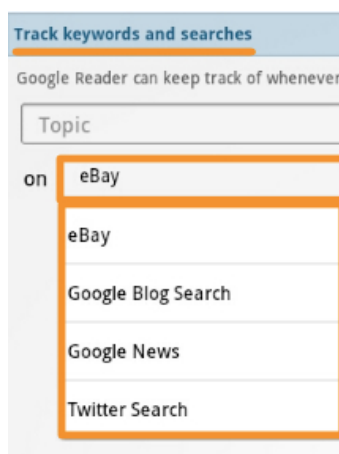 Track keywords and searches
Google Reader can keep track of whenever
Topic
on eBay
eBay
Google Blog Search
Google News
Twitter Search